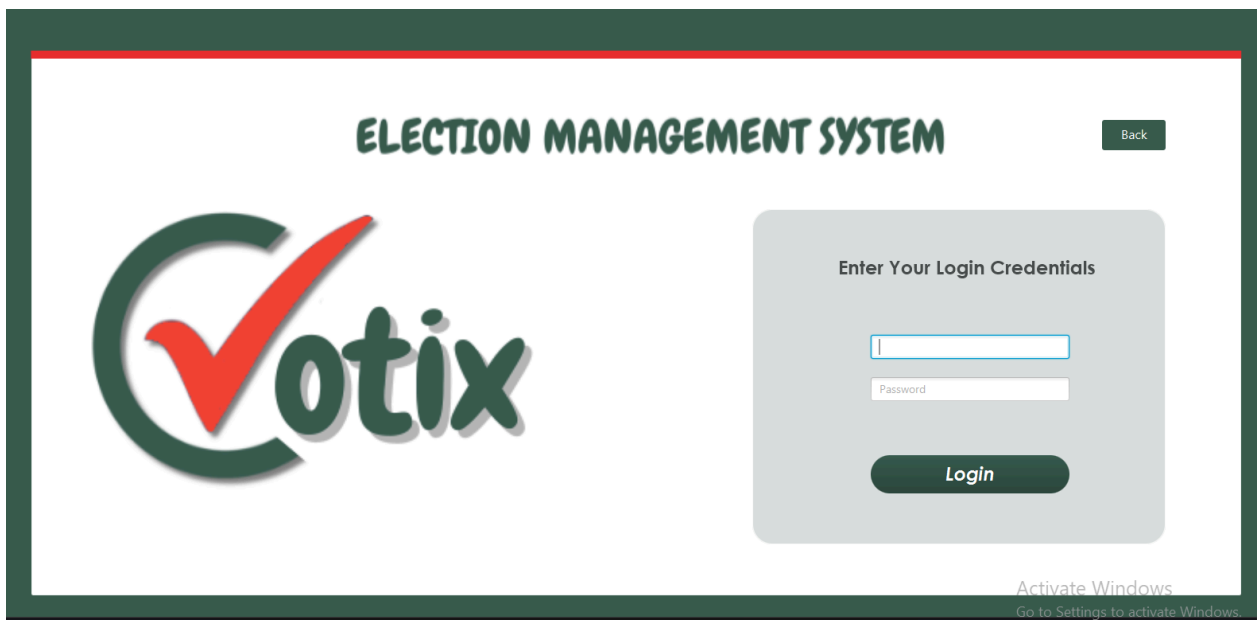 ELECTION MANAGEMENT SYSTEM
Back
Votix
Enter Your Login Credentials
Password
Login
Activate Windows
Go to Settings to activate Windows.